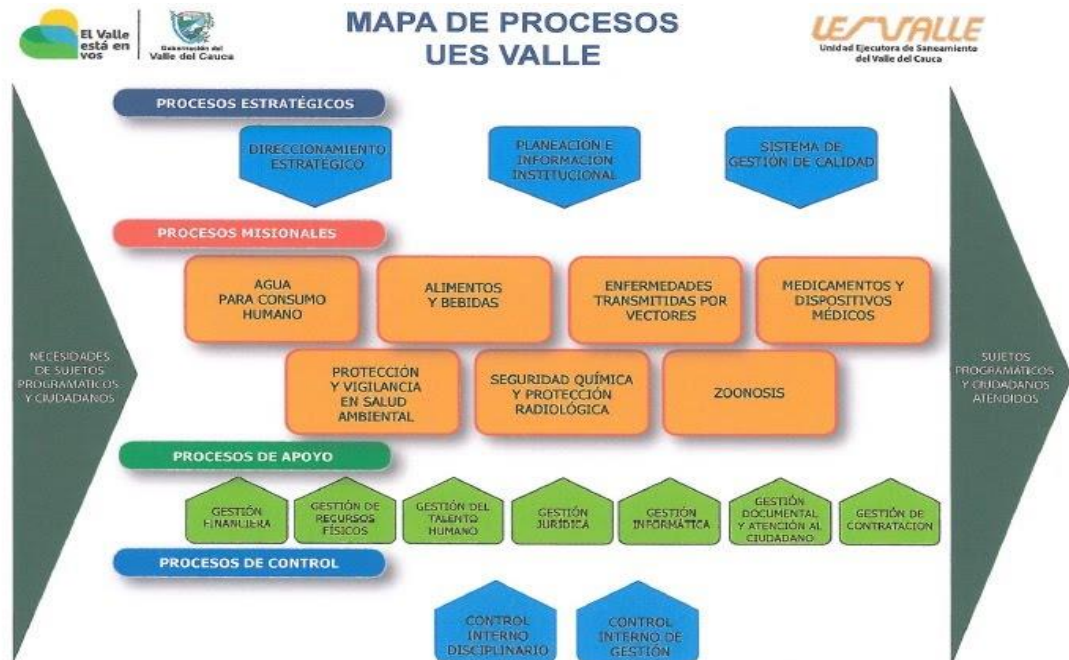 El Valle
está en
vos
Gobernación del
Valle del Cauca
MAPA DE PROCESOS
UES VALLE
UESVALLE
Unidad Ejecutora de Saneamiento
del Valle del Cauca
PROCESOS ESTRATÉGICOS
DIRECCIONAMIENTO
ESTRATÉGICO
PLANEACIÓN E
INFORMACIÓN
INSTITUCIONAL
SISTEMA DE
GESTIÓN DE CALIDAD
PROCESOS MISIONALES
AGUA
PARA CONSUMO
HUMANO
ALIMENTOS
Y BEBIDAS
ENFERMEDADES
TRANSMITIDAS POR
VECTORES
MEDICAMENTOS Y
DISPOSITIVOS
MÉDICOS
NECESIDADES
DE SUJETOS
PROGRAMÁTICOS
Y CIUDADANOS
PROTECCIÓN
Y VIGILANCIA
EN SALUD
AMBIENTAL
SEGURIDAD QUÍMICA
Y PROTECCIÓN
RADIOLÓGICA
ZOONOSIS
SUJETOS
PROGRAMÁTICOS
Y CIUDADANOS
ATENDIDOS
PROCESOS DE APOYO
GESTIÓN
FINANCIERA
GESTIÓN DE
RECURSOS
FÍSICOS
GESTIÓN DEL
TALENTO
HUMANO
GESTIÓN
JURÍDICA
GESTIÓN
INFORMÁTICA
GESTIÓN
DOCUMENTAL
Y ATENCIÓN AL
CIUDADANO
GESTIÓN DE
CONTRATACION
PROCESOS DE CONTROL
CONTROL
INTERNO
DISCIPLINARIO
CONTROL
INTERNO DE
GESTIÓN